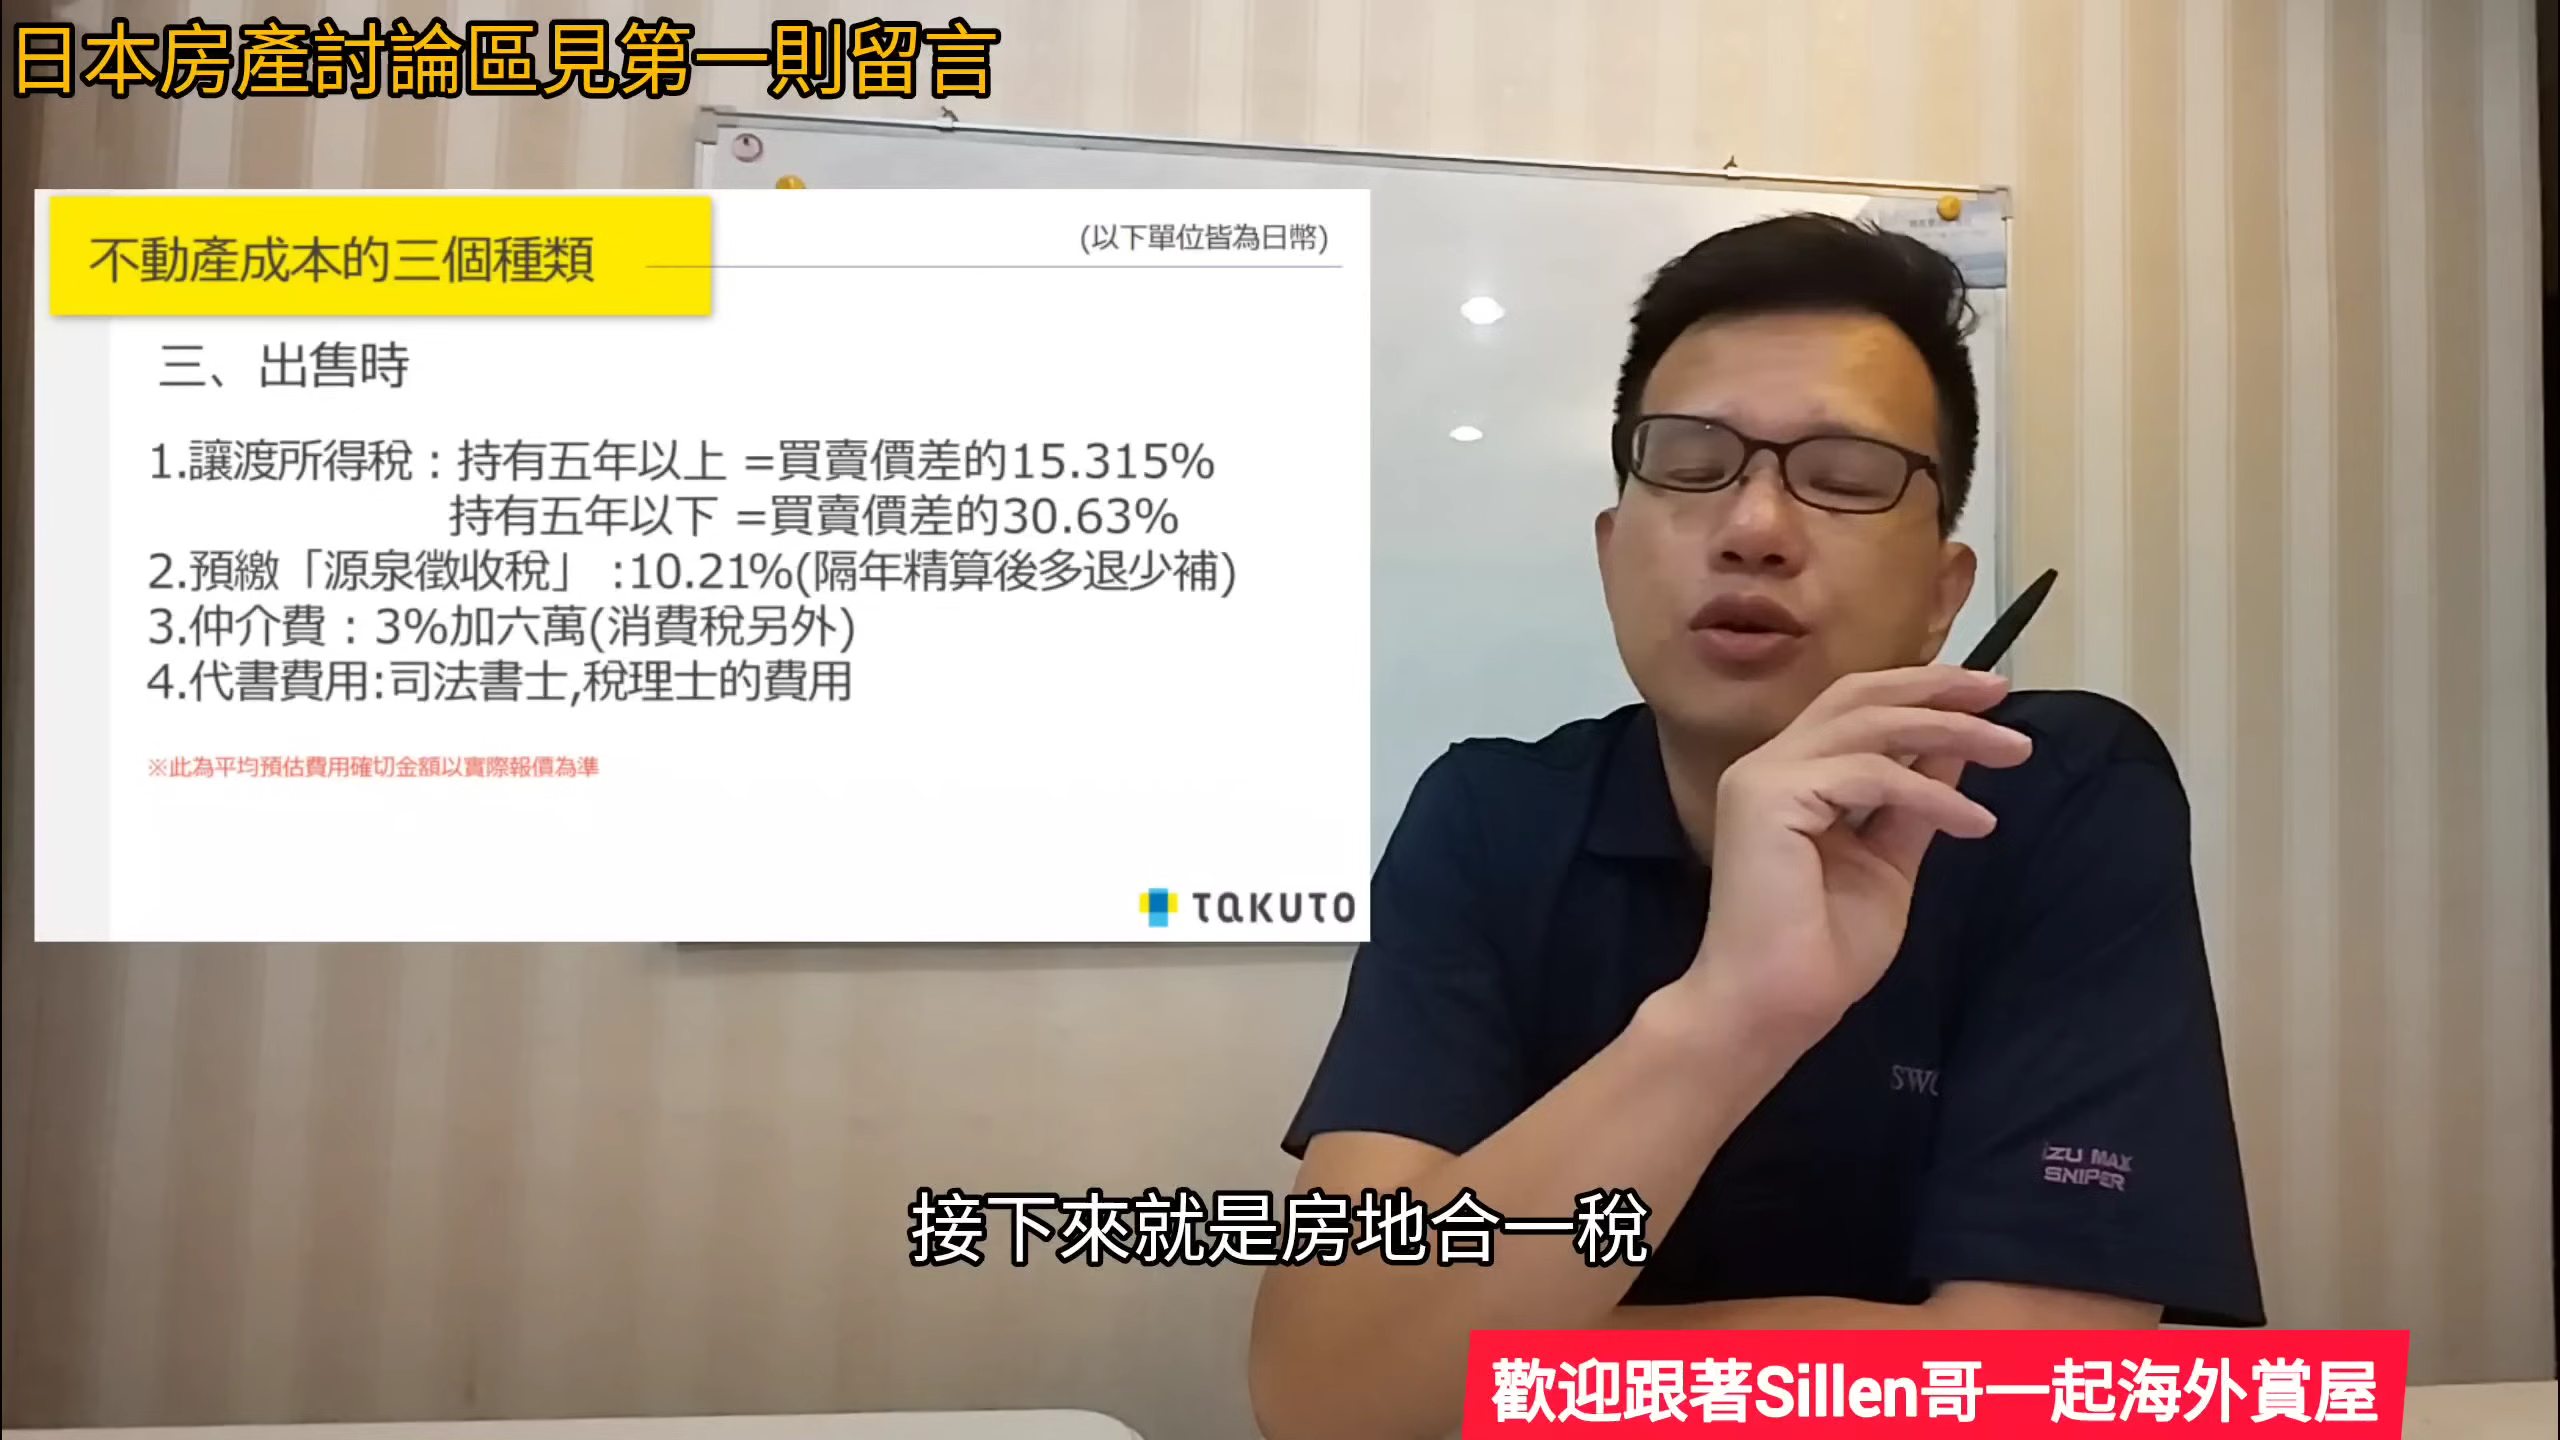 日本房產討論區見第一則留言
不動產成本的三個種類
(以下單位皆為日幣)
三、出售時
1.讓渡所得稅：持有五年以上 =買賣價差的15.315%
持有五年以下 =買賣價差的30.63%
2.預繳「源泉徵收稅」 :10.21%(隔年精算後多退少補)
3.仲介費：3%加六萬(消費稅另外)
4.代書費用:司法書士,稅理士的費用
※此為平均預估費用確切金額以實際報價為準
TAKUTO
SWC
IZU MAX
SNIPER
接下來就是房地合一稅
歡迎跟著Sillen哥一起海外賞屋